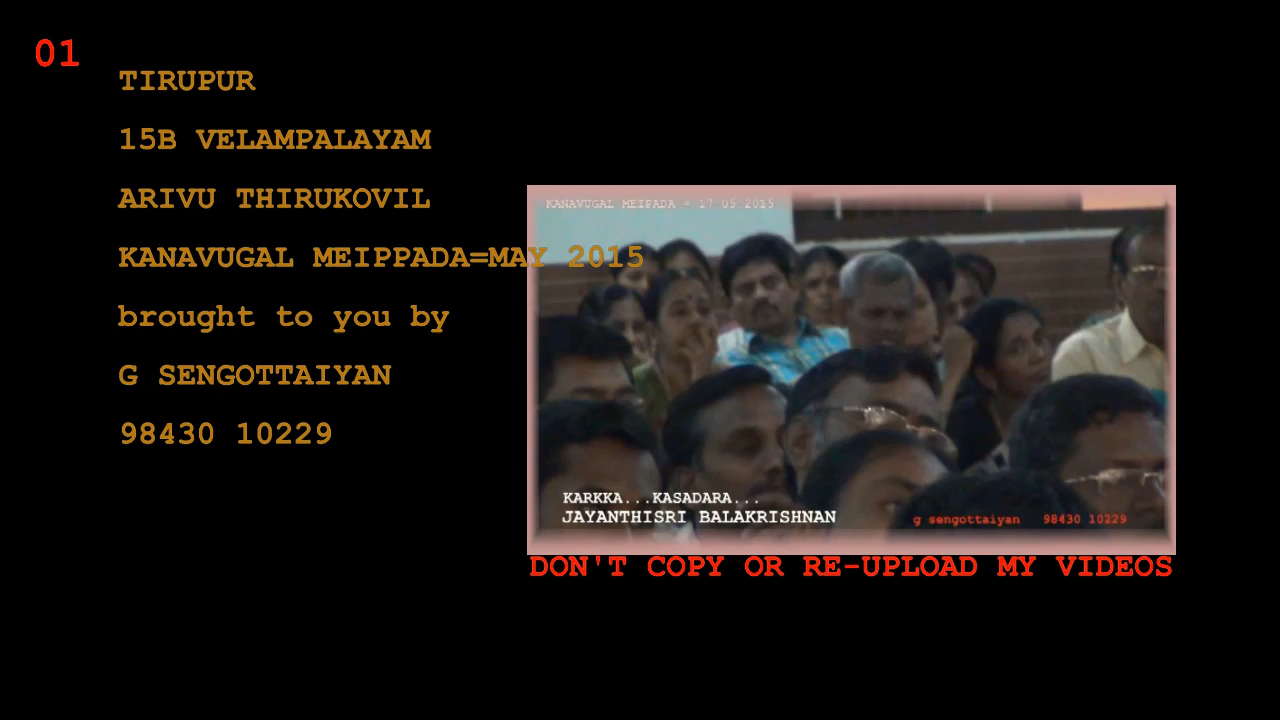 01
TIRUPUR
15B VELAMPALAYAM
ARIVU THIRUKOVIL
KANAVUGAL MEIPPADA=MAY 2015
brought to you by
G SENGOTTAIYAN
98430 10229
KANAVUGAL MEIPADA = 17 05 2015
KARKKA...KASADARA...
JAYANTHISRI BALAKRISHNAN
g sengottaiyan 98430 10229
DON'T COPY OR RE-UPLOAD MY VIDEOS